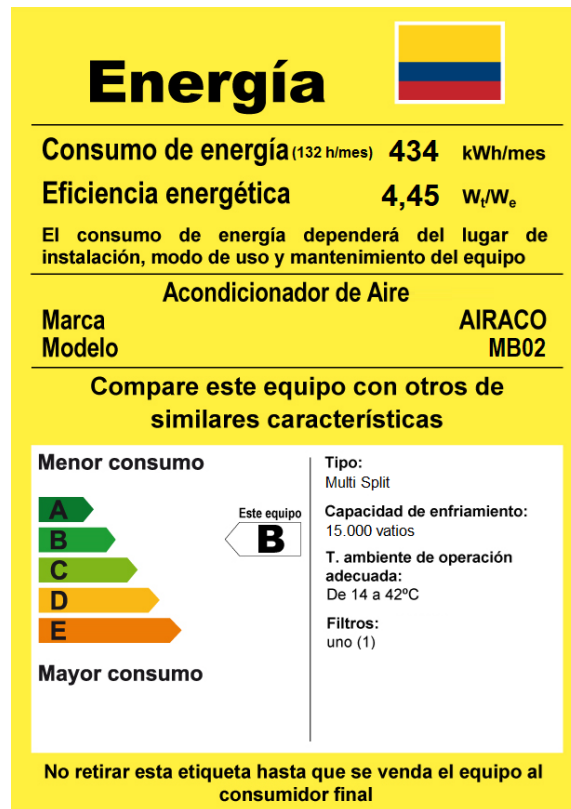 Energía
Consumo de energía (132 h/mes) 434 kWh/mes
Eficiencia energética 4,45 Wt/We
El consumo de energía dependerá del lugar de
instalación, modo de uso y mantenimiento del equipo
Acondicionador de Aire
Marca AIRACO
Modelo MB02
Compare este equipo con otros de
similares características
Menor consumo
A
B
C
D
E
Mayor consumo
Este equipo
B
Tipo:
Multi Split
Capacidad de enfriamiento:
15.000 vatios
T. ambiente de operación
adecuada:
De 14 a 42ºC
Filtros:
uno (1)
No retirar esta etiqueta hasta que se venda el equipo al
consumidor final